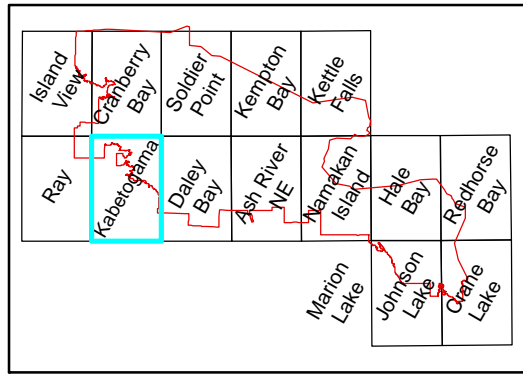 Island
View
Cranberry
Bay
Soldier
Point
Kempton
Bay
Kettle
Falls
Ray
Kabetogama
Daley
Bay
Ash River
NE
Namakan
Island
Hale
Bay
Redhorse
Bay
Marion
Lake
Johnson
Lake
Crane
Lake